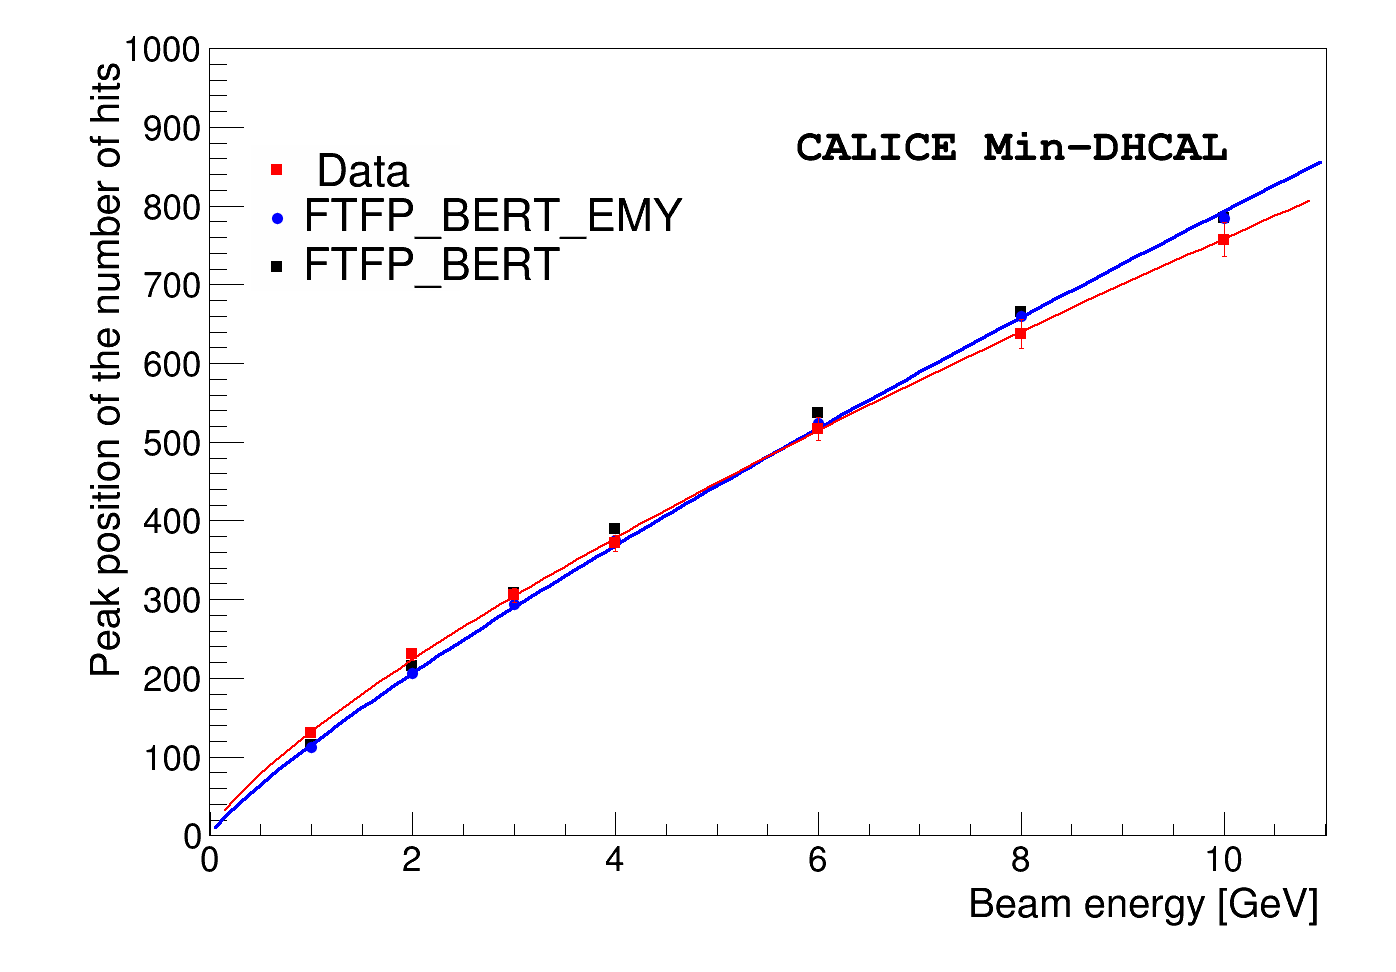 1000
900
800
700
600
500
400
300
200
100
0
Peak position of the number of hits
CALICE Min-DHCAL
Data
FTFP_BERT_EMY
FTFP_BERT
0 2 4 6 8 10
Beam energy [GeV]